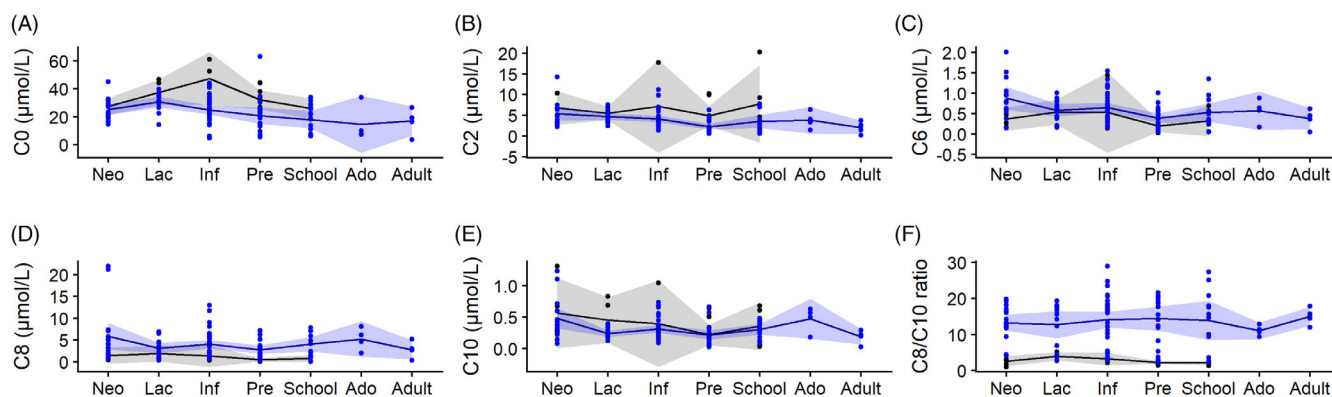 (A)
C0 (µmol/L)
60
40
20
0
Neo Lac Inf Pre School Ado Adult
(B)
C2 (µmol/L)
20
15
10
5
0
-5
Neo Lac Inf Pre School Ado Adult
(C)
C6 (µmol/L)
2.0
1.5
1.0
0.5
0.0
-0.5
Neo Lac Inf Pre School Ado Adult
(D)
C8 (µmol/L)
20
15
10
5
0
Neo Lac Inf Pre School Ado Adult
(E)
C10 (µmol/L)
1.0
0.5
0.0
Neo Lac Inf Pre School Ado Adult
(F)
C8/C10 ratio
30
20
10
0
Neo Lac Inf Pre School Ado Adult